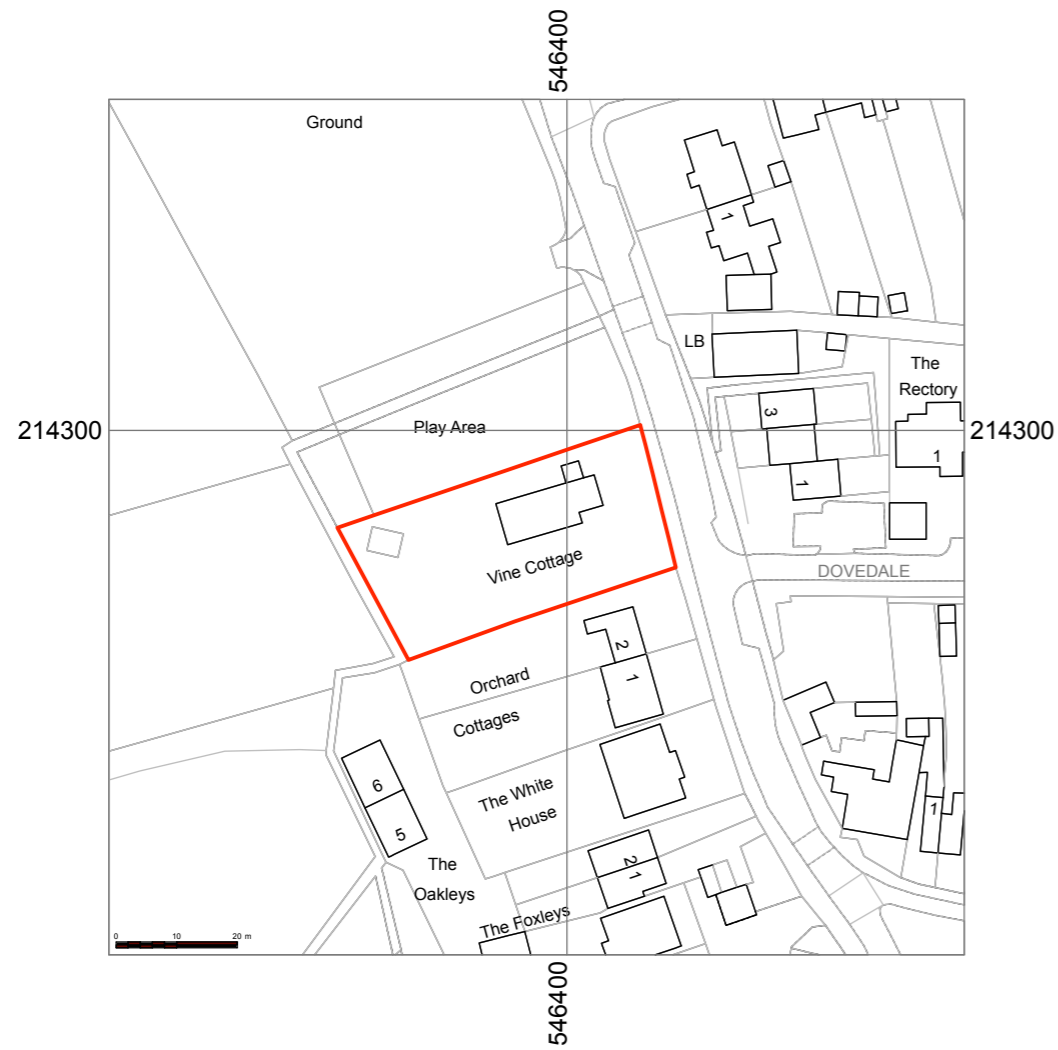 546400
Ground
1
LB
The
Rectory
3
214300
Play Area
214300
1
1
Vine Cottage
DOVEDALE
2
Orchard
1
Cottages
6
The White
House
5
1
The
Oakleys
2
1
The Foxleys
0 10 20 m
546400